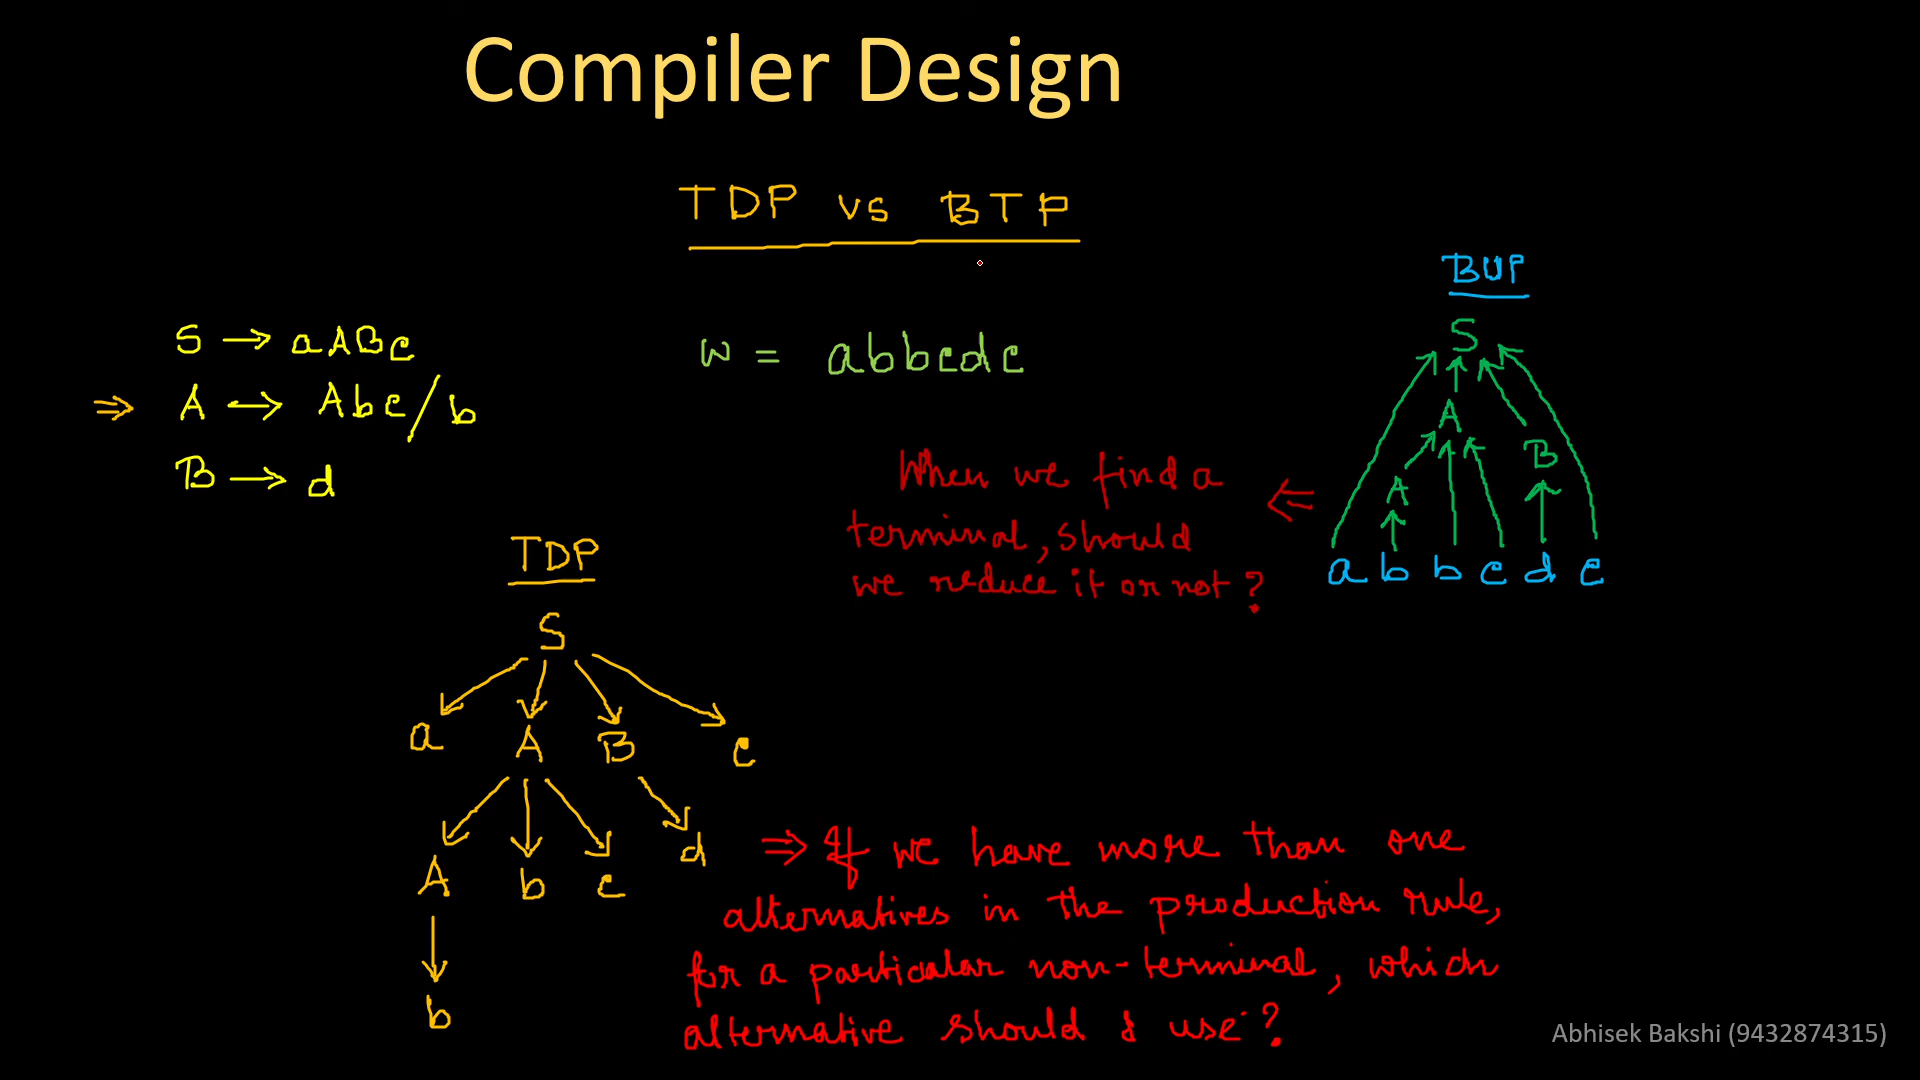 Compiler Design
TDP vs BTP
BUP
S → aABe
w = abbcde
⇒ A → Abc/b
B → d
S
A
B
A
a b b c d e
When we find a ⇐
terminal, should
we reduce it or not?
TDP
S
a A B e
A b c d
b
⇒ If we have more than one
alternatives in the production rule,
for a particular non-terminal, which
alternative should I use?
Abhisek Bakshi (9432874315)